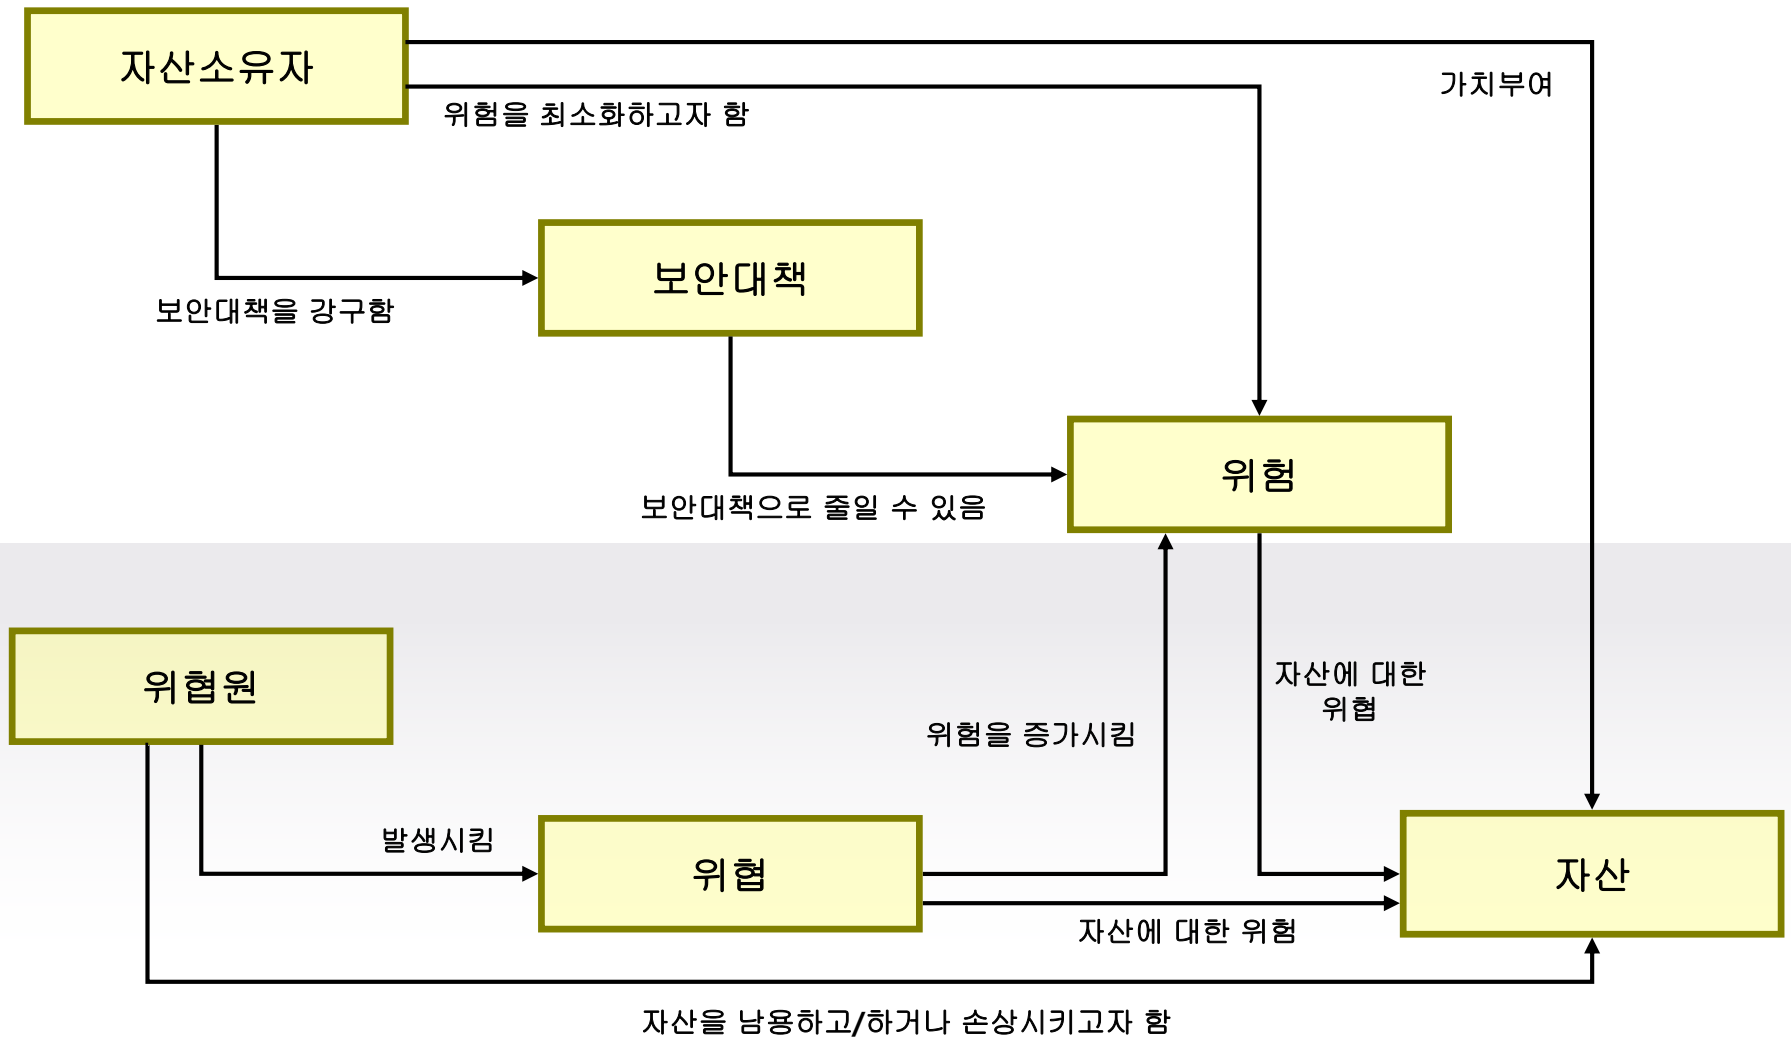 자산소유자
가치부여
위험을 최소화하고자 함
보안대책
보안대책을 강구함
위험
보안대책으로 줄일 수 있음
위협원
자산에 대한
위협
위험을 증가시킴
발생시킴
위협
자산
자산에 대한 위험
자산을 남용하고/하거나 손상시키고자 함